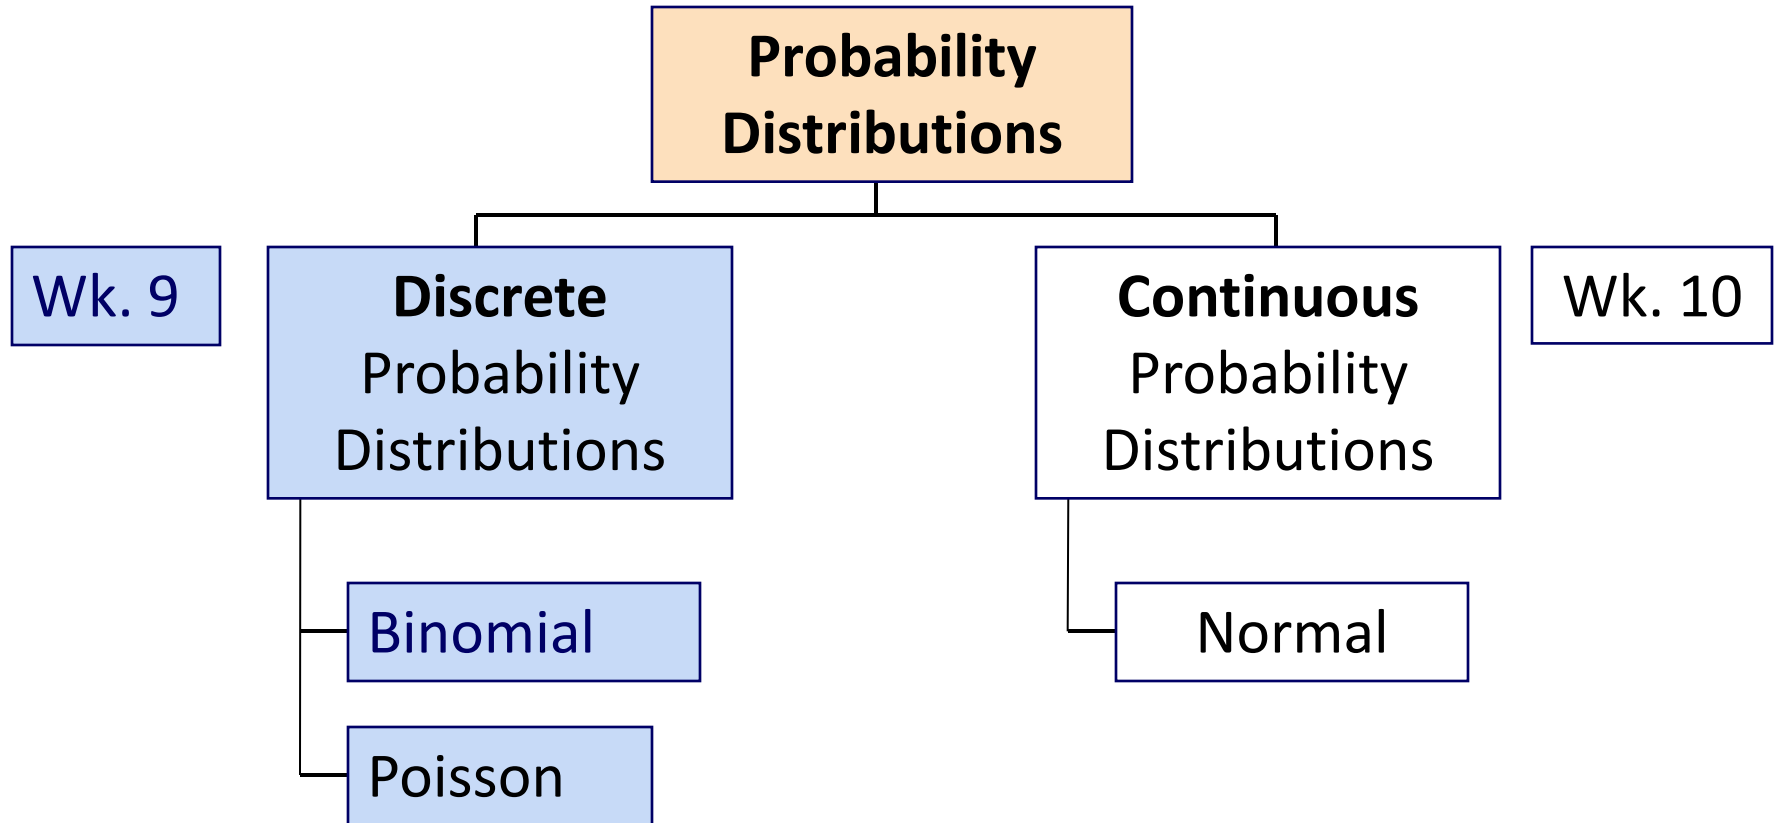 Probability
Distributions
Wk. 9
Discrete
Probability
Distributions
Continuous
Probability
Distributions
Wk. 10
Binomial
Normal
Poisson